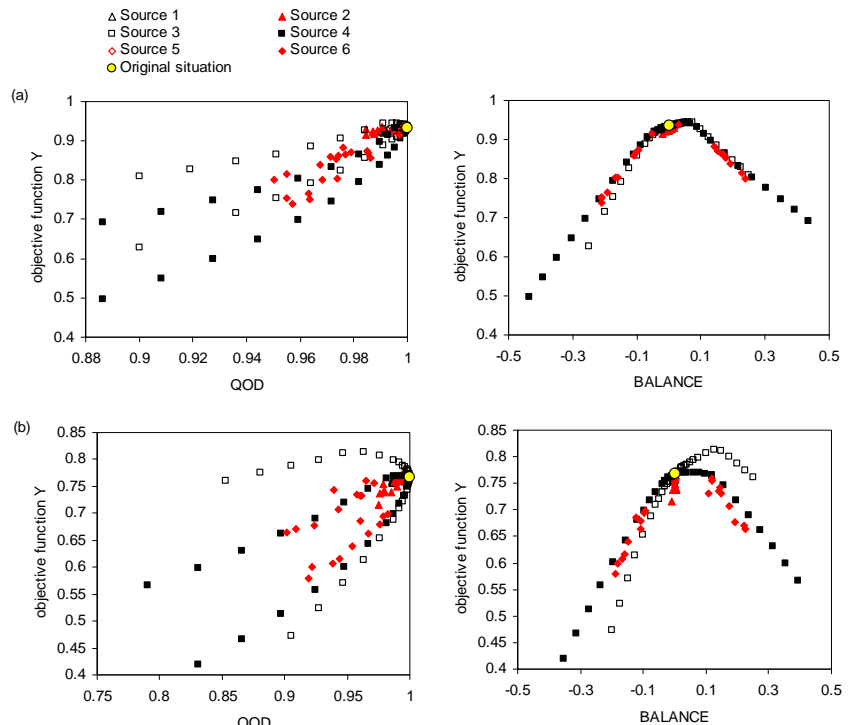 Source 1 Source 2
Source 3 Source 4
Source 5 Source 6
Original situation
(a)
objective function Y
1
0.9
0.8
0.7
0.6
0.5
0.4
0.88 0.9 0.92 0.94 0.96 0.98 1
QOD
objective function Y
1
0.9
0.8
0.7
0.6
0.5
0.4
-0.5 -0.3 -0.1 0.1 0.3 0.5
BALANCE
(b)
objective function Y
0.85
0.8
0.75
0.7
0.65
0.6
0.55
0.5
0.45
0.4
0.75 0.8 0.85 0.9 0.95 1
QOD
objective function Y
0.85
0.8
0.75
0.7
0.65
0.6
0.55
0.5
0.45
0.4
-0.5 -0.3 -0.1 0.1 0.3 0.5
BALANCE